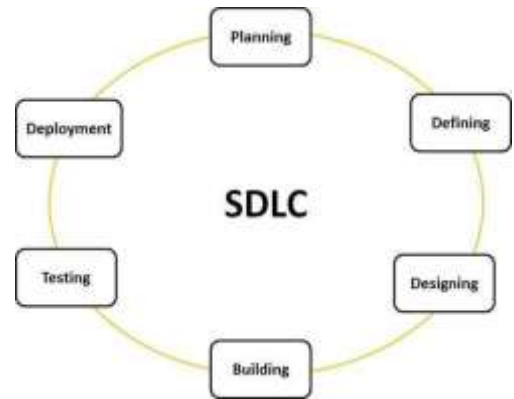 Planning
Defining
Designing
Building
Testing
Deployment
SDLC